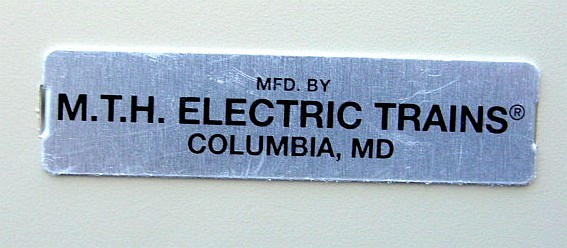 MFD. BY
M.T.H. ELECTRIC TRAINS®
COLUMBIA, MD